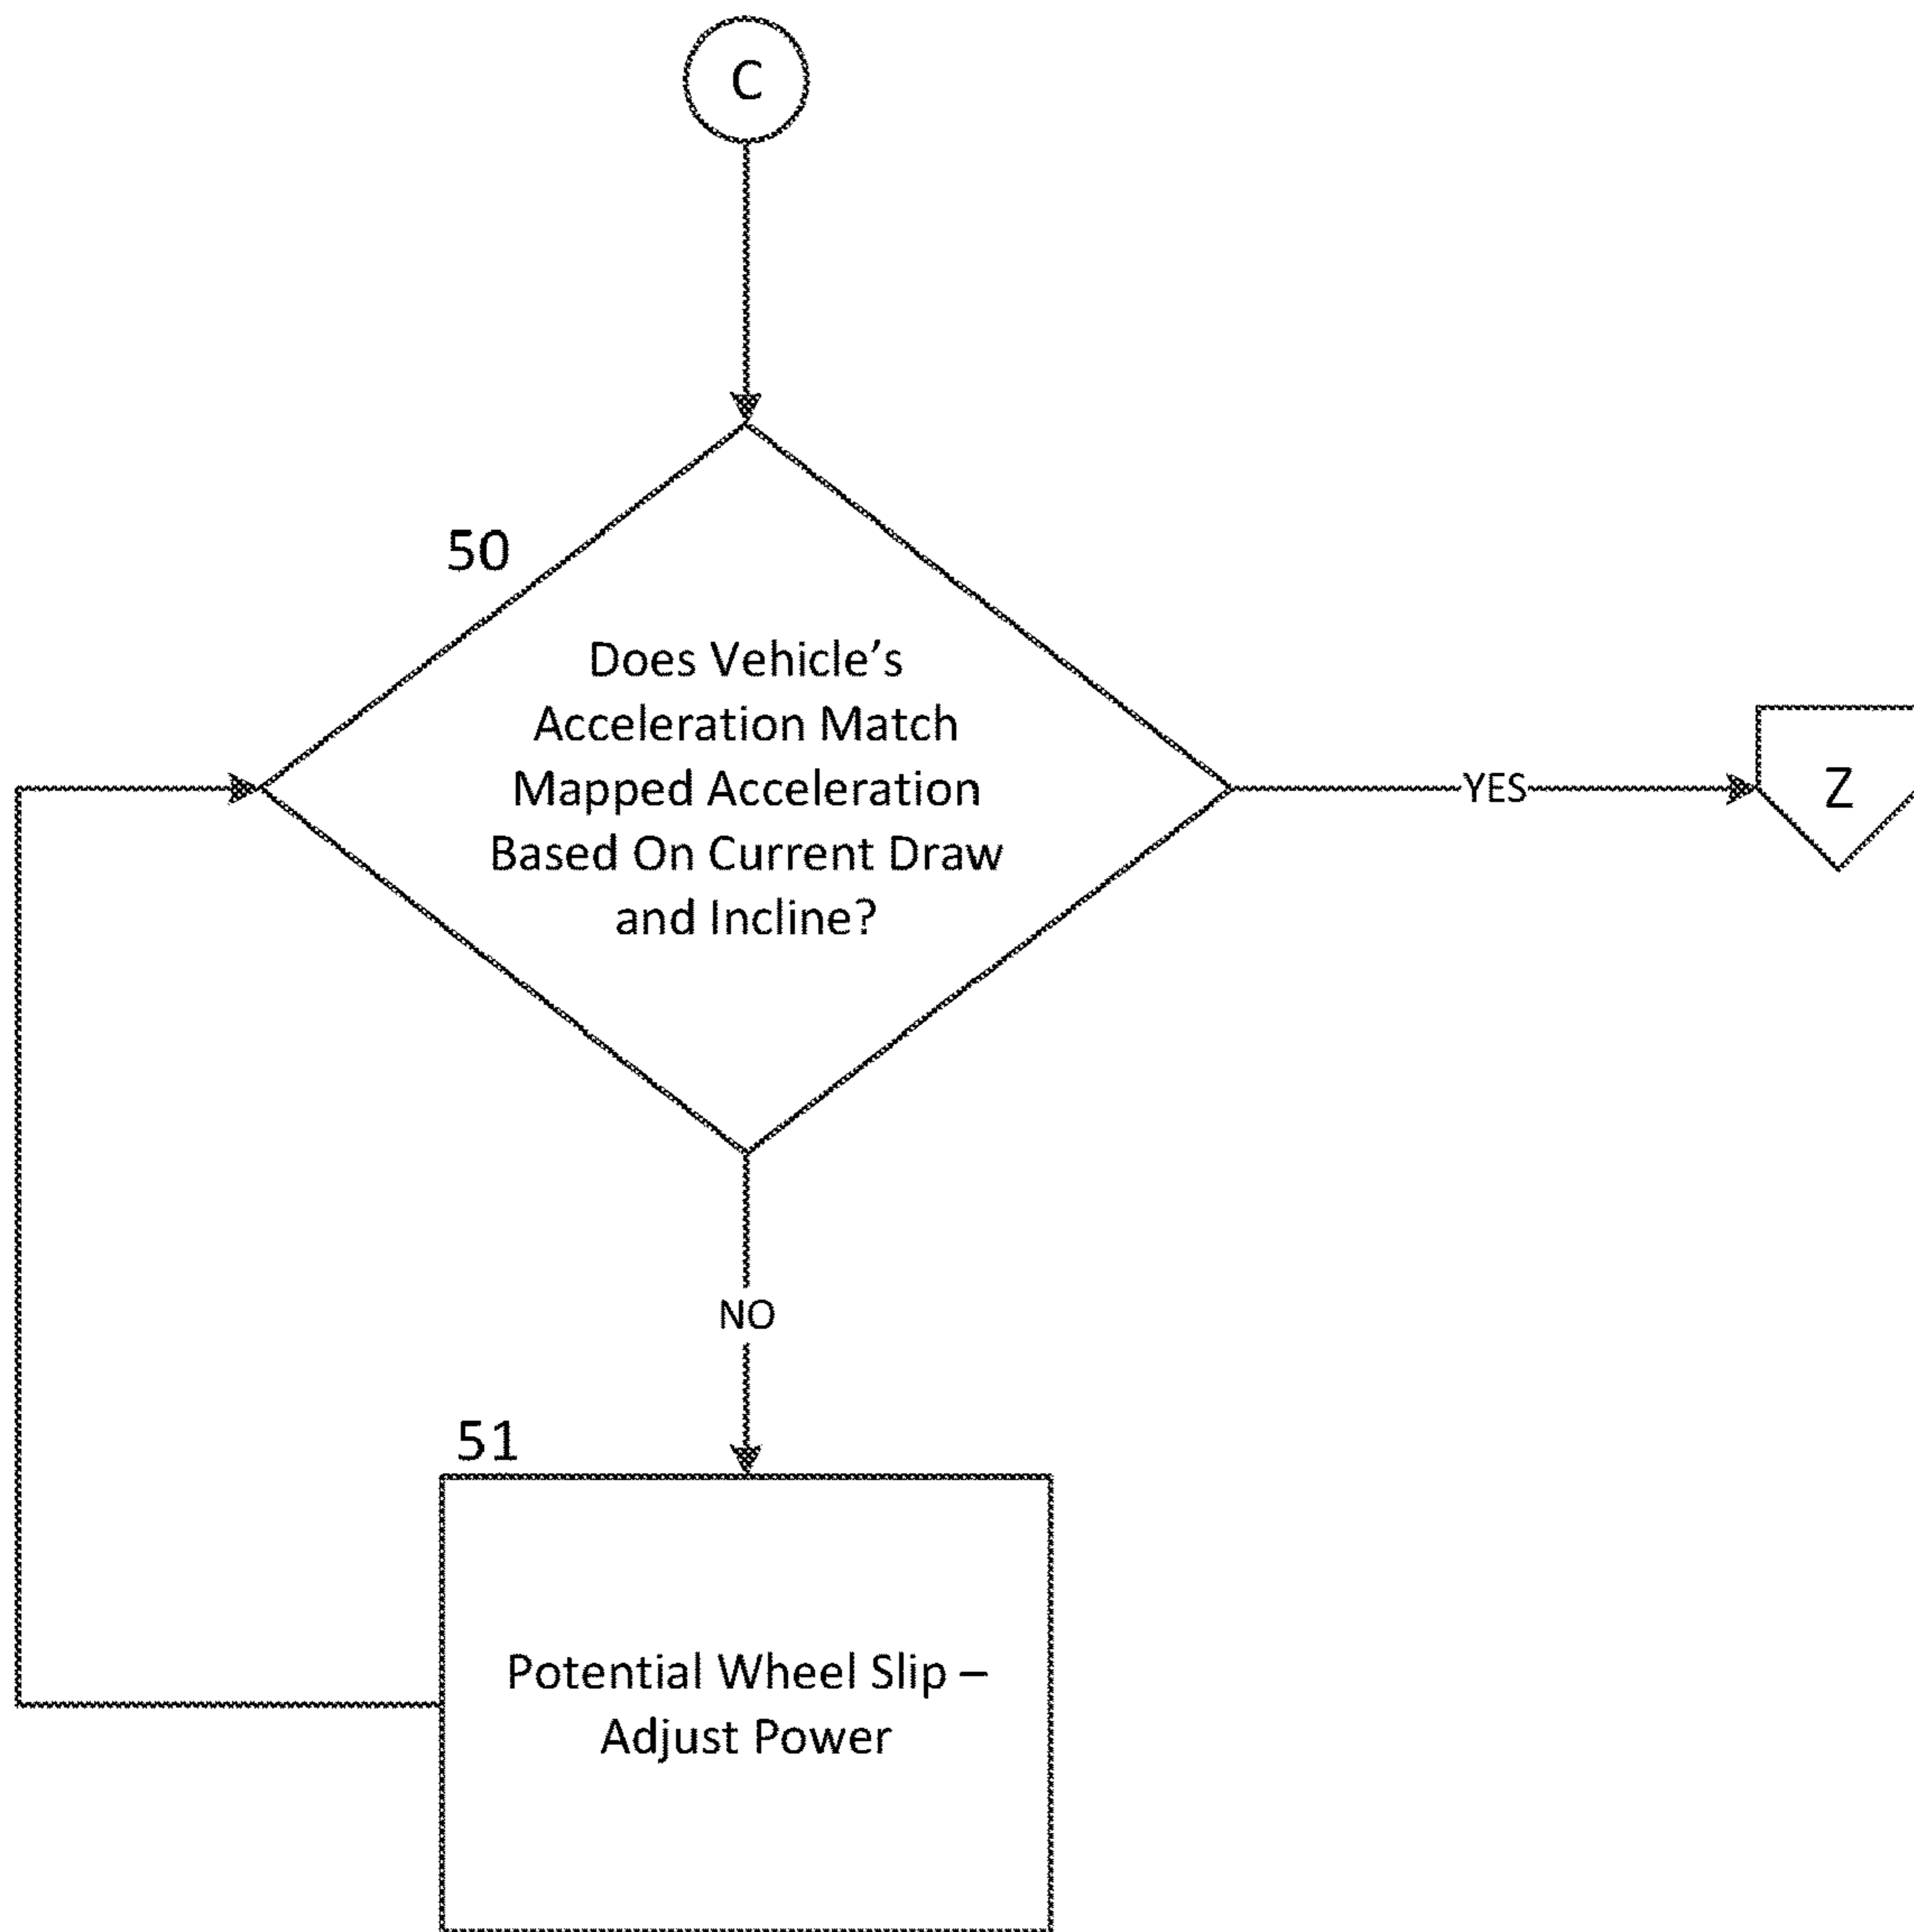 C
50
Does Vehicle’s
Acceleration Match
Mapped Acceleration
Based On Current Draw
and Incline?
YES
Z
NO
51
Potential Wheel Slip –
Adjust Power